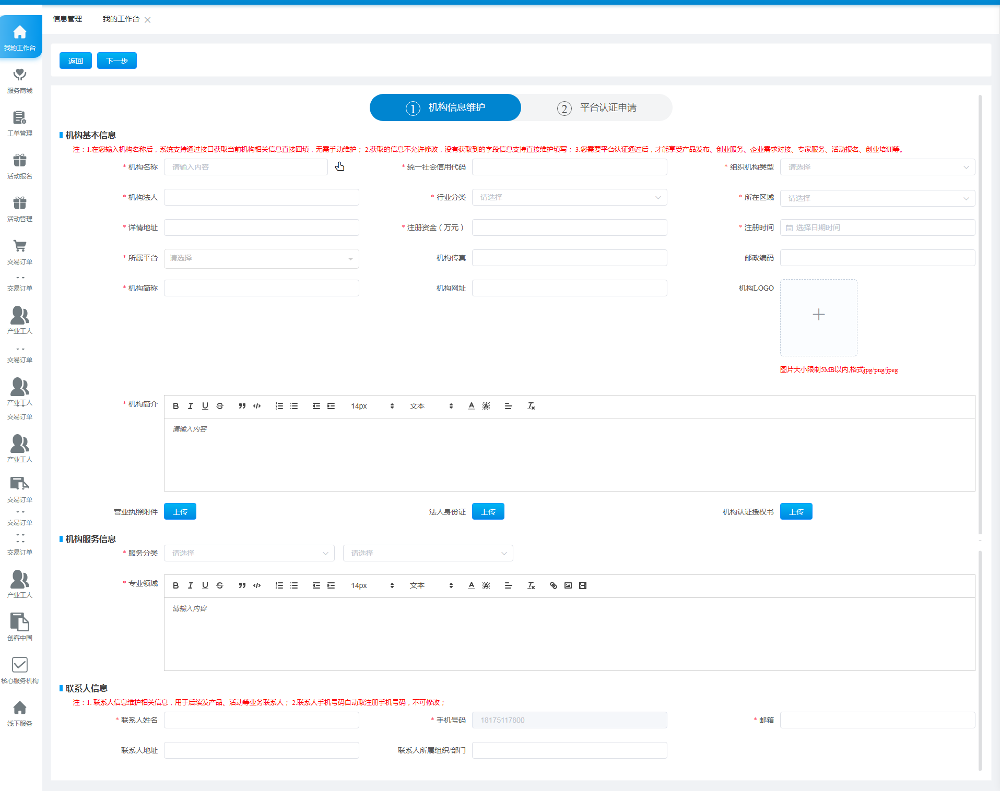 信息管理 我的工作台
我的工作台
服务商城
工单管理
活动报名
活动管理
交易订单
交易订单
产业工人
交易订单
产业工人
交易订单
产业工人
交易订单
交易订单
交易订单
产业工人
创客中国
核心服务机构
线下服务
返回 下一步
1 机构信息维护 2 平台认证申请
机构基本信息
注：1.在您输入机构名称后，系统支持通过接口获取当前机构相关信息直接回填，无需手动维护； 2.获取的信息不允许修改，没有获取到的字段信息支持直接维护填写； 3.您需要平台认证通过后，才能享受产品发布、创业服务、企业需求对接、专家服务、活动报名、创业培训等。
* 机构名称 请输入内容 * 统一社会信用代码 * 组织机构类型 请选择
* 机构法人 * 行业分类 请选择 * 所在区域 请选择
* 详情地址 * 注册资金（万元） * 注册时间 选择日期时间
* 所属平台 请选择 机构传真 邮政编码
* 机构简称 机构网址 机构LOGO
图片大小限制5MB以内,格式jpg/png/jpeg
* 机构简介 B I U S 14px 文本
请输入内容
营业执照附件 上传 法人身份证 上传 机构认证授权书 上传
机构服务信息
* 服务分类 请选择 请选择
* 专业领域 B I U S 14px 文本
请输入内容
联系人信息
注：1. 联系人信息维护相关信息，用于后续发产品、活动等业务联系人； 2.联系人手机号码自动取注册手机号码，不可修改；
* 联系人姓名 * 手机号码 18175117800 * 邮箱
联系人地址 联系人所属组织/部门